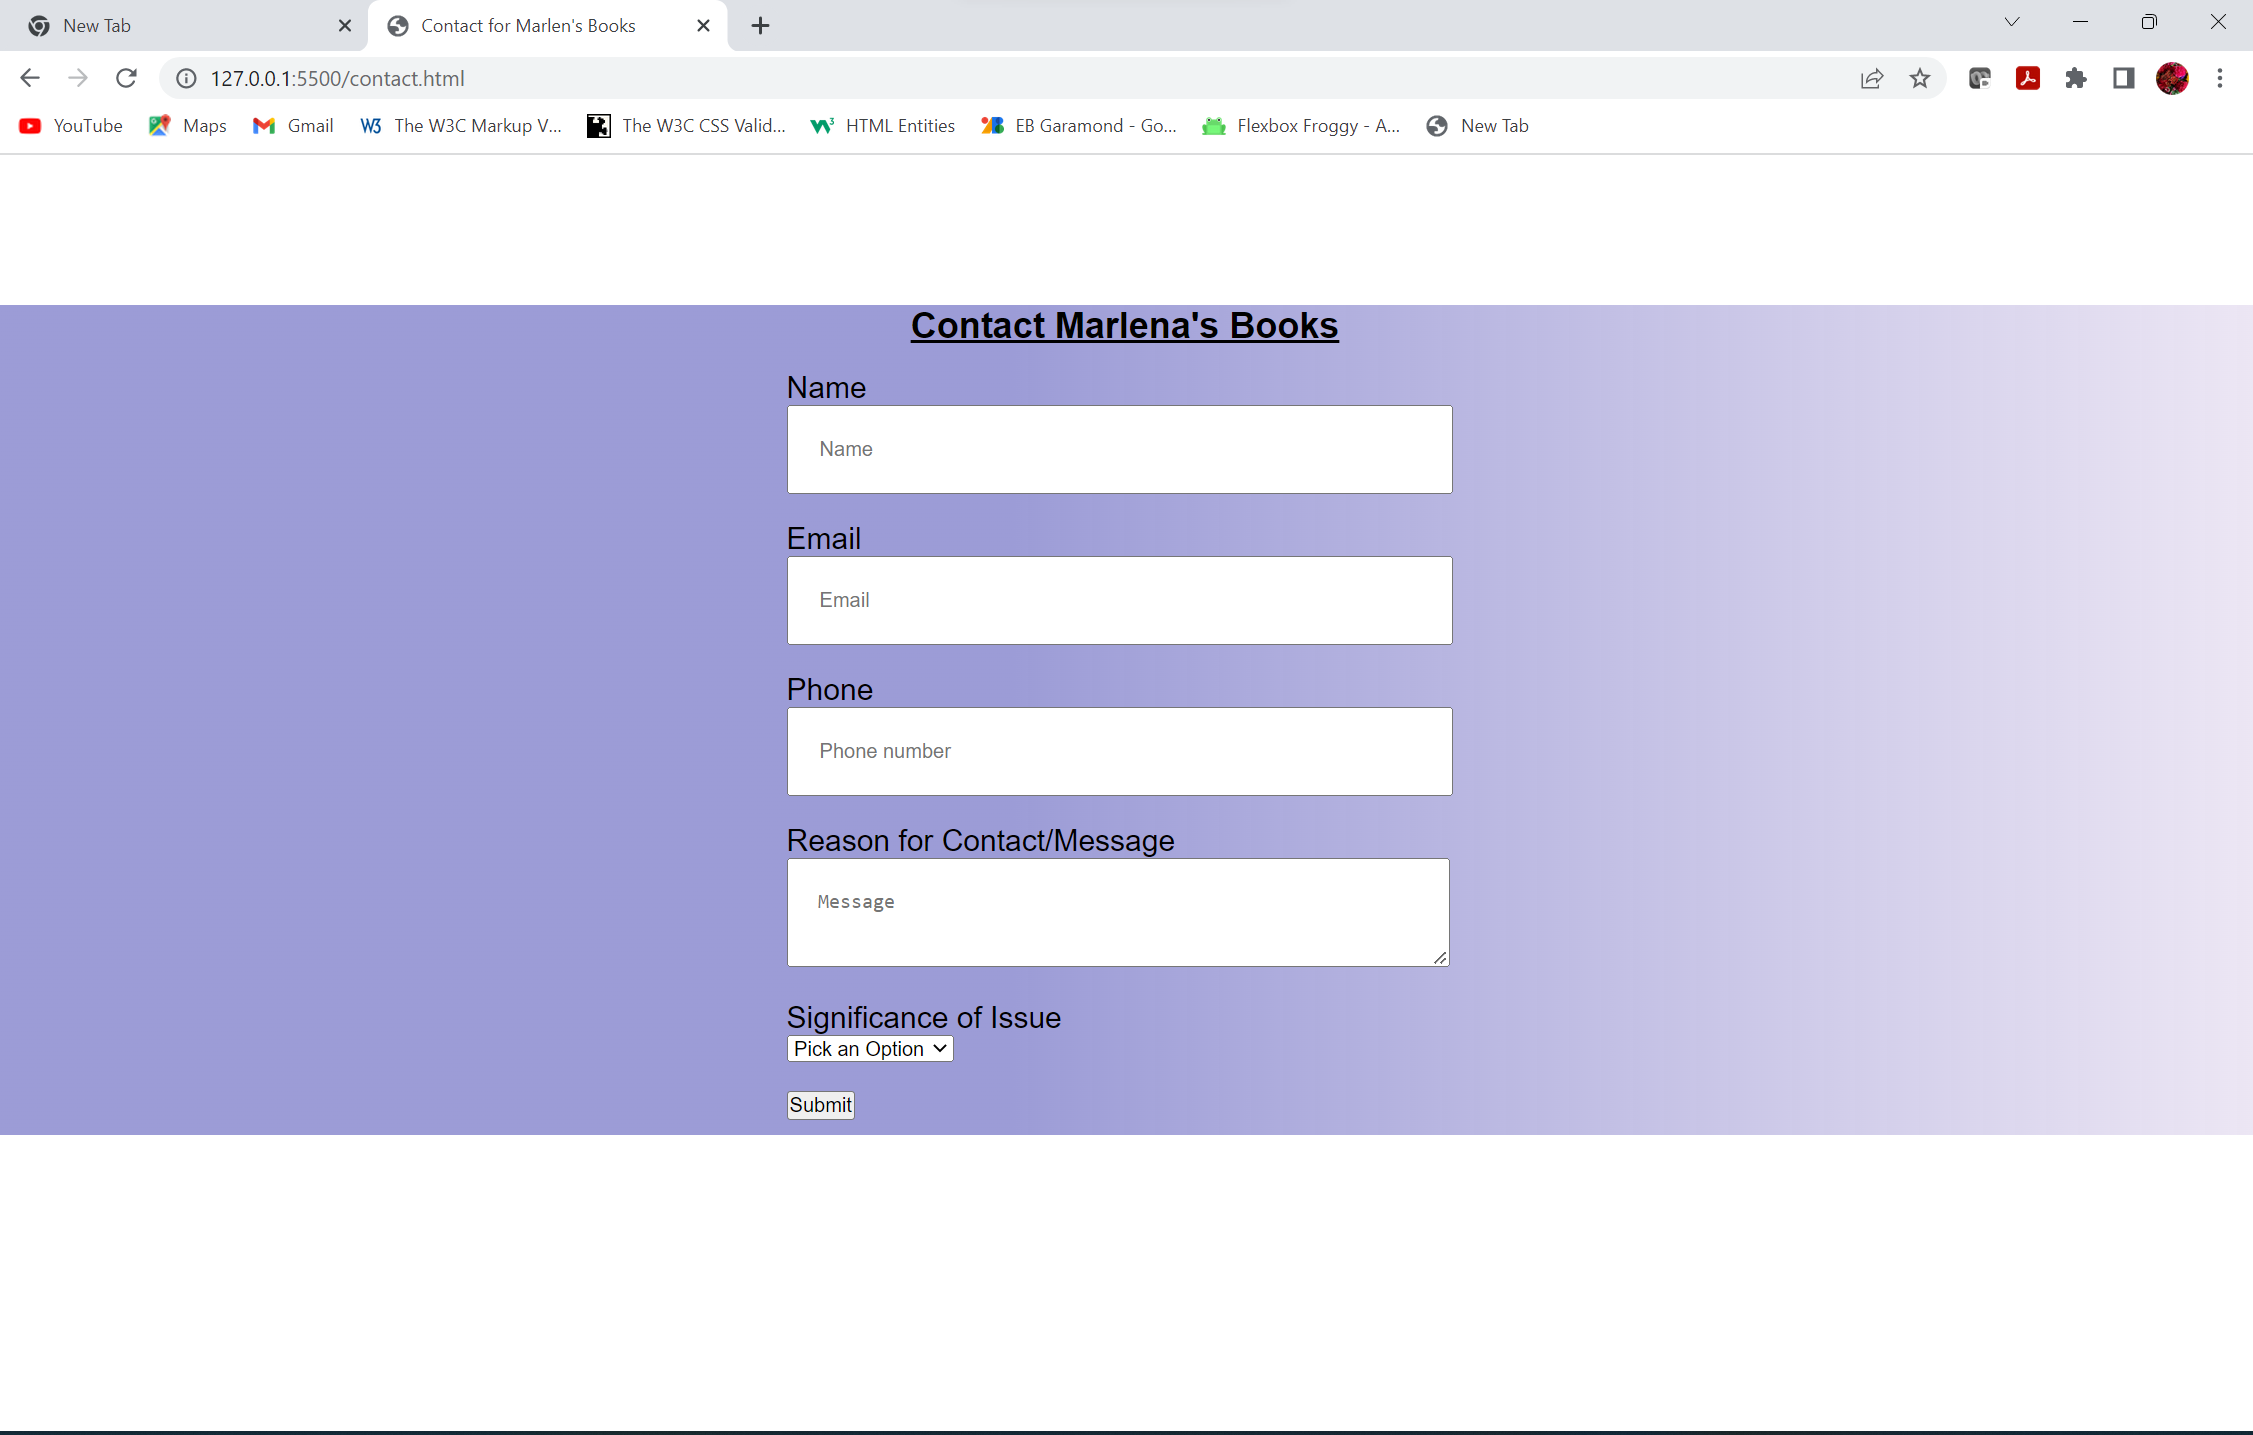 New Tab
Contact for Marlen's Books
127.0.0.1:5500/contact.html
YouTube Maps Gmail The W3C Markup V... The W3C CSS Valid... HTML Entities EB Garamond - Go... Flexbox Froggy - A... New Tab
Contact Marlena's Books
Name
Name
Email
Email
Phone
Phone number
Reason for Contact/Message
Message
Significance of Issue
Pick an Option
Submit